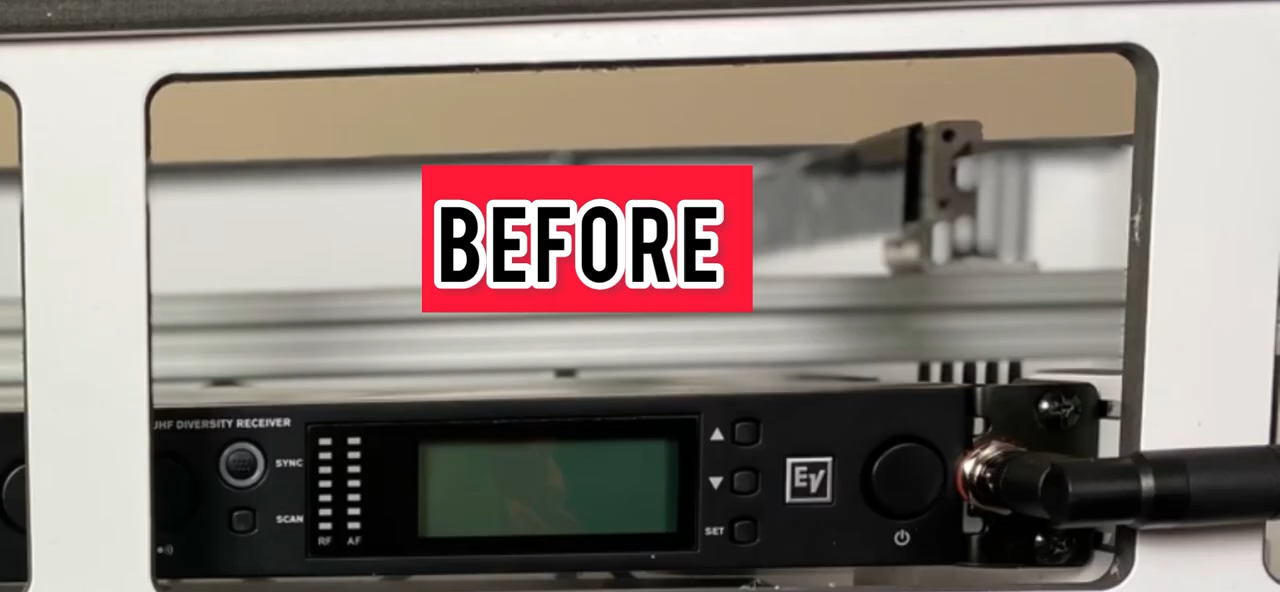 BEFORE
UHF DIVERSITY RECEIVER
SYNC
SCAN
RF AF
SET
EV